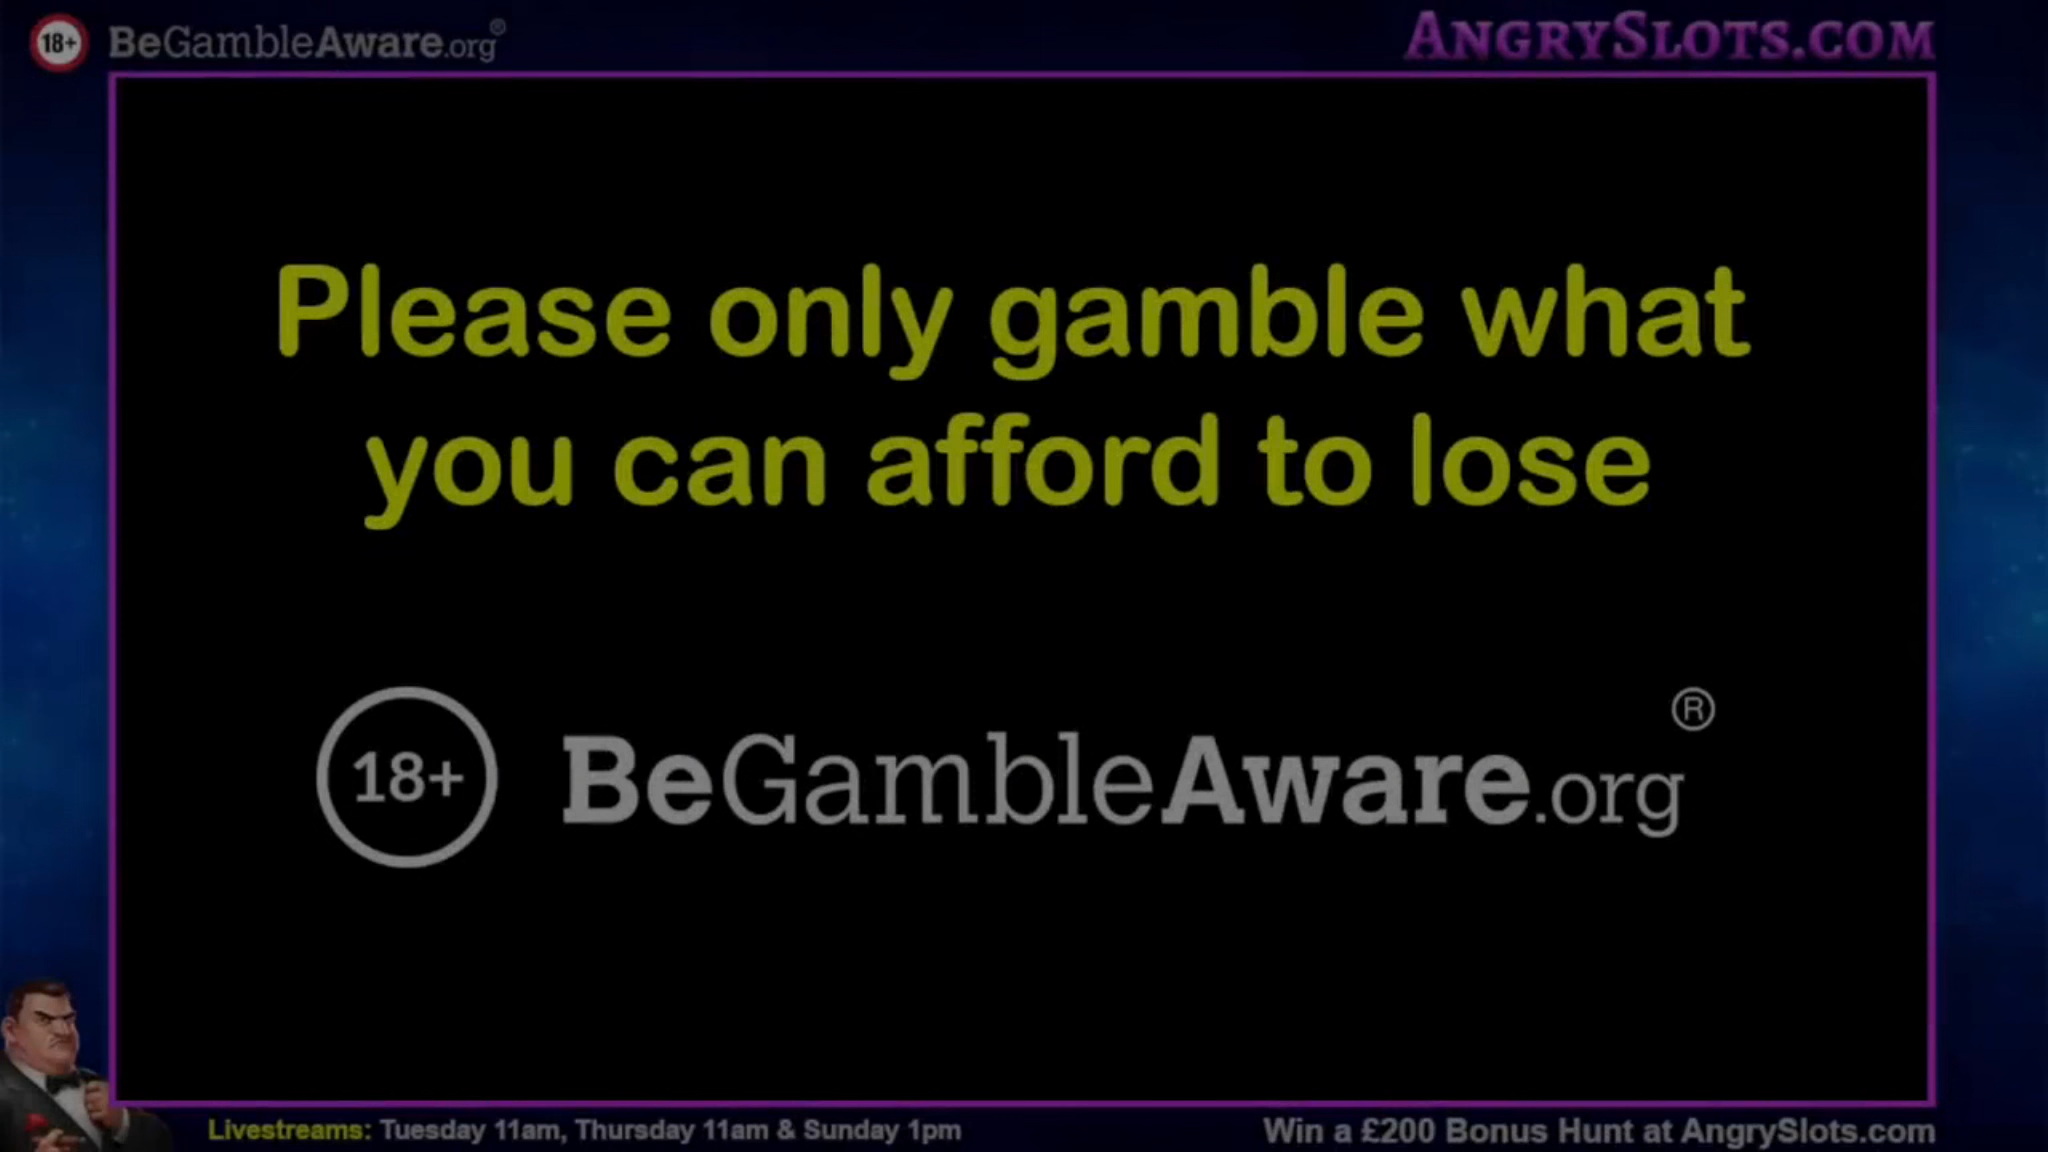 18+ BeGambleAware.org®
ANGRYSLOTS.COM
Please only gamble what
you can afford to lose
18+ BeGambleAware.org®
Livestreams: Tuesday 11am, Thursday 11am & Sunday 1pm
Win a £200 Bonus Hunt at AngrySlots.com